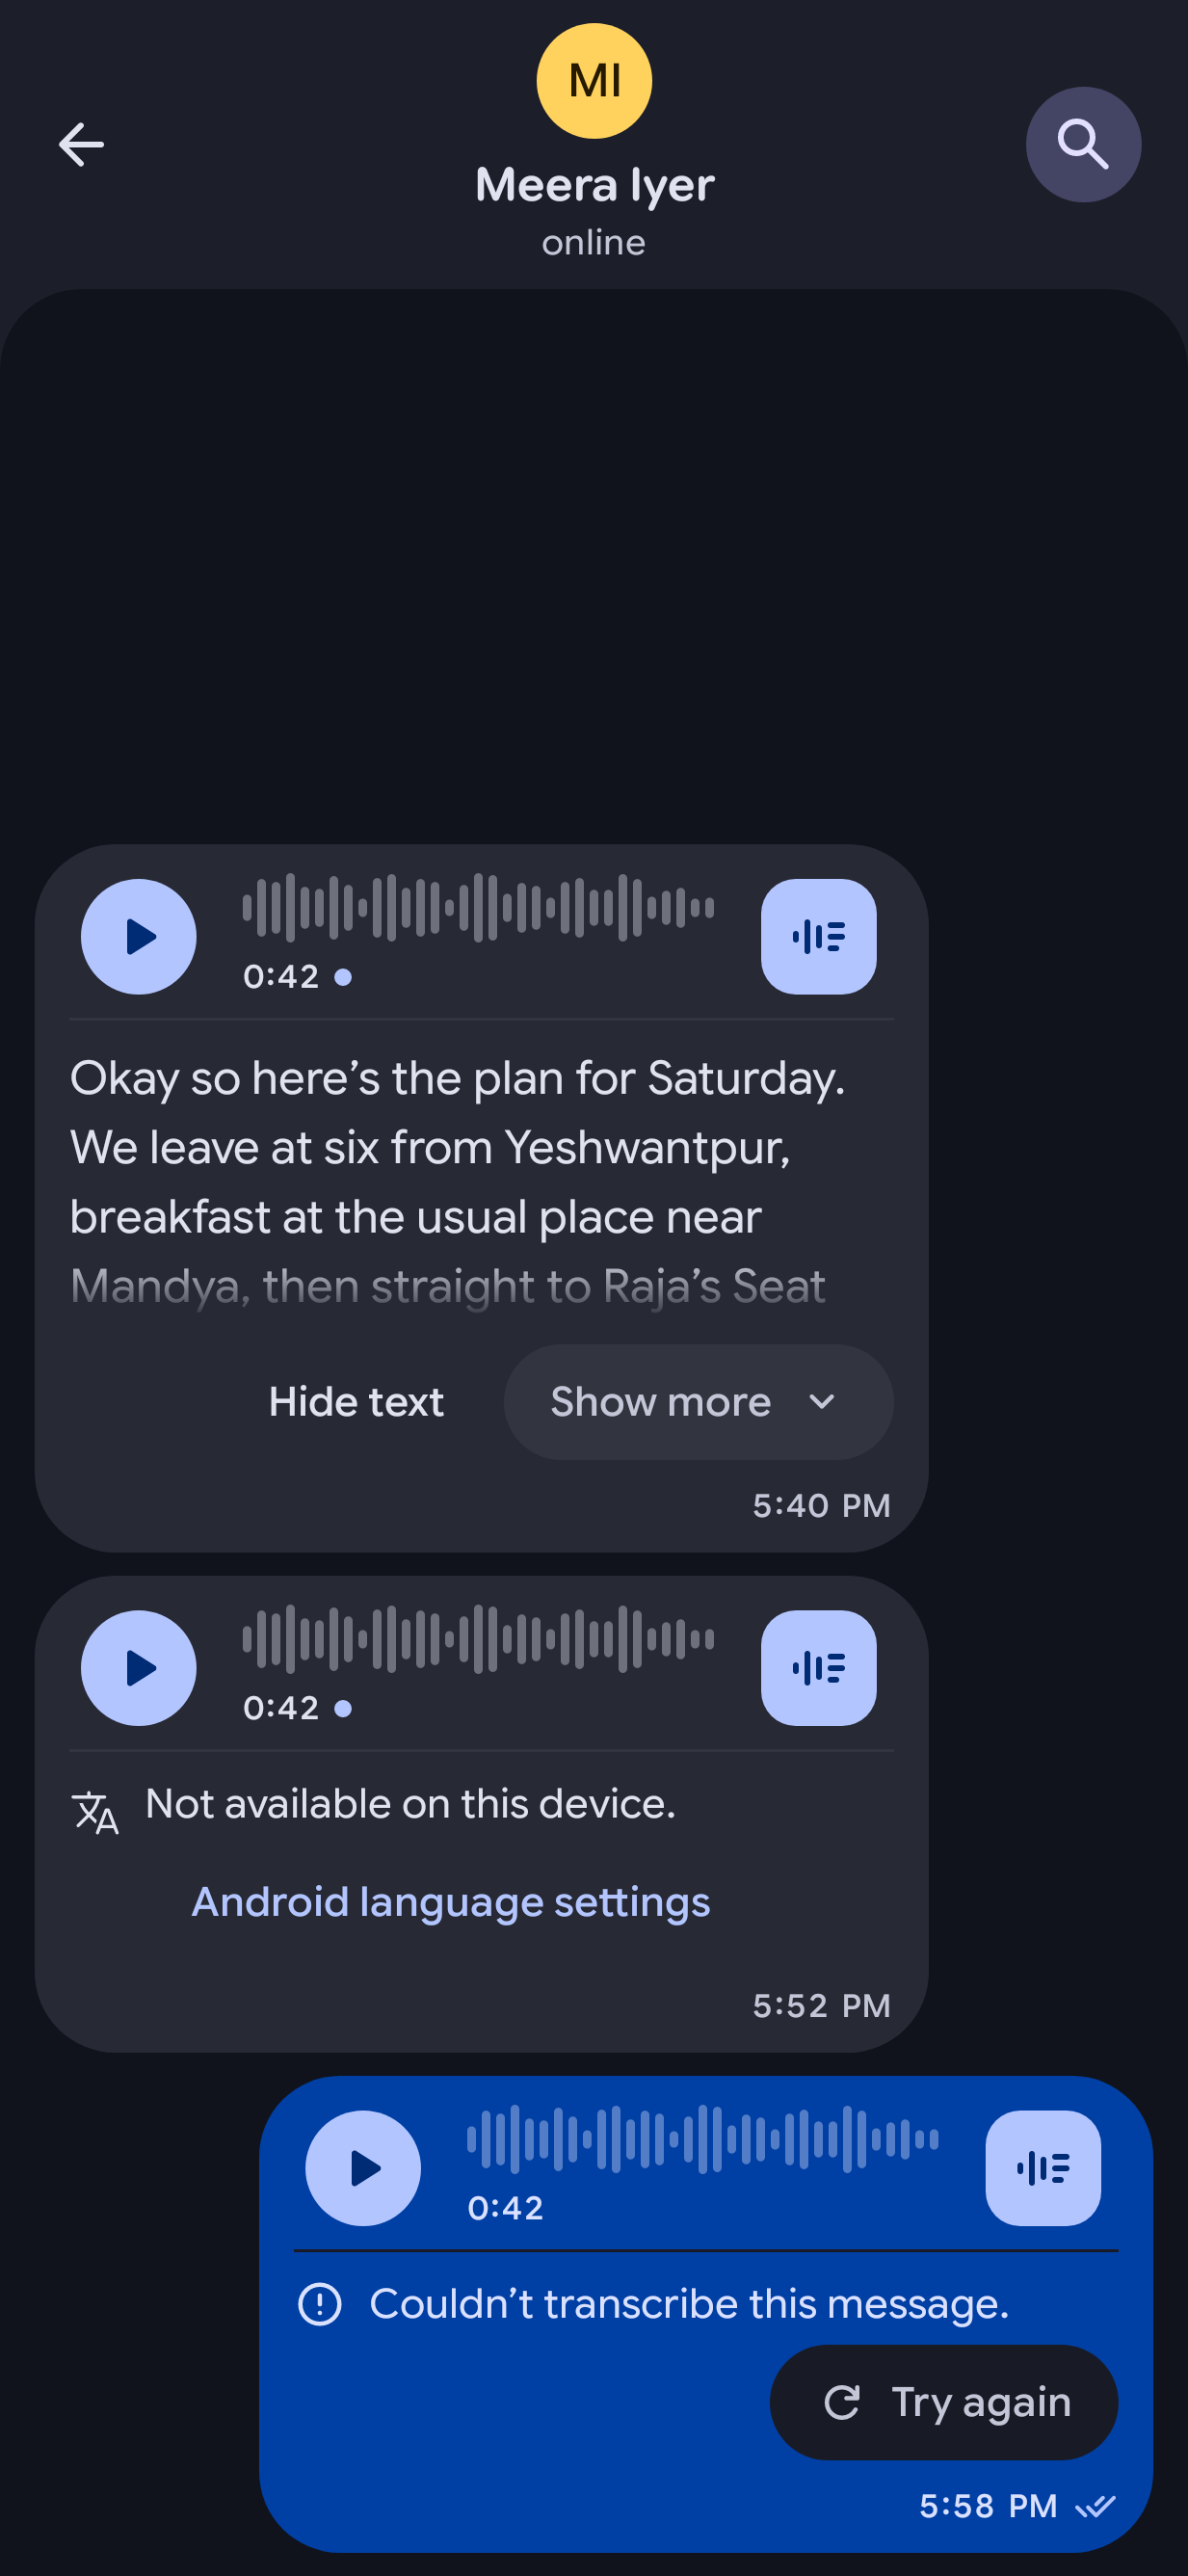 MI
Meera Iyer
online
0:42
Okay so here’s the plan for Saturday.
We leave at six from Yeshwantpur,
breakfast at the usual place near
Mandya, then straight to Raja’s Seat
Hide text
Show more
5:40 PM
0:42
Not available on this device.
Android language settings
5:52 PM
0:42
Couldn’t transcribe this message.
Try again
5:58 PM